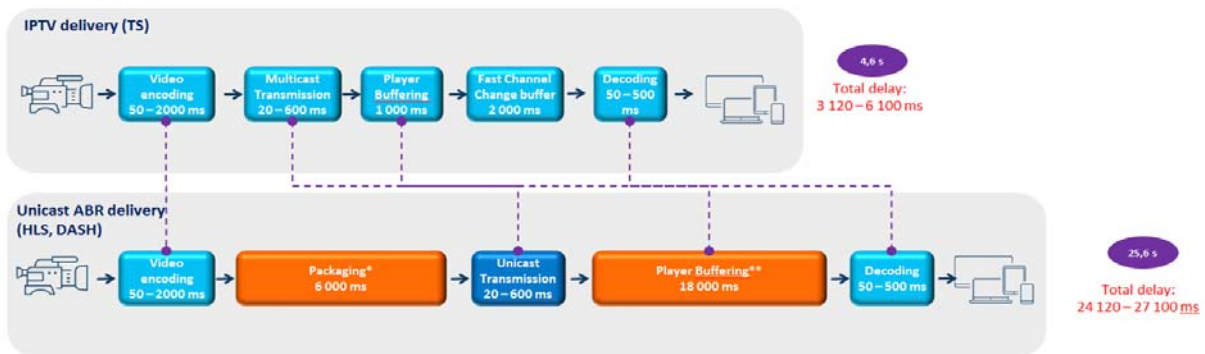 IPTV delivery (TS)
Video
encoding
50 – 2000 ms
Multicast
Transmission
20 – 600 ms
Player
Buffering
1 000 ms
Fast Channel
Change buffer
2 000 ms
Decoding
50 – 500
ms
4,6 s
Total delay:
3 120 – 6 100 ms
Unicast ABR delivery
(HLS, DASH)
Video
encoding
50 – 2000 ms
Packaging*
6 000 ms
Unicast
Transmission
20 – 600 ms
Player Buffering**
18 000 ms
Decoding
50 – 500 ms
25,6 s
Total delay:
24 120 – 27 100 ms